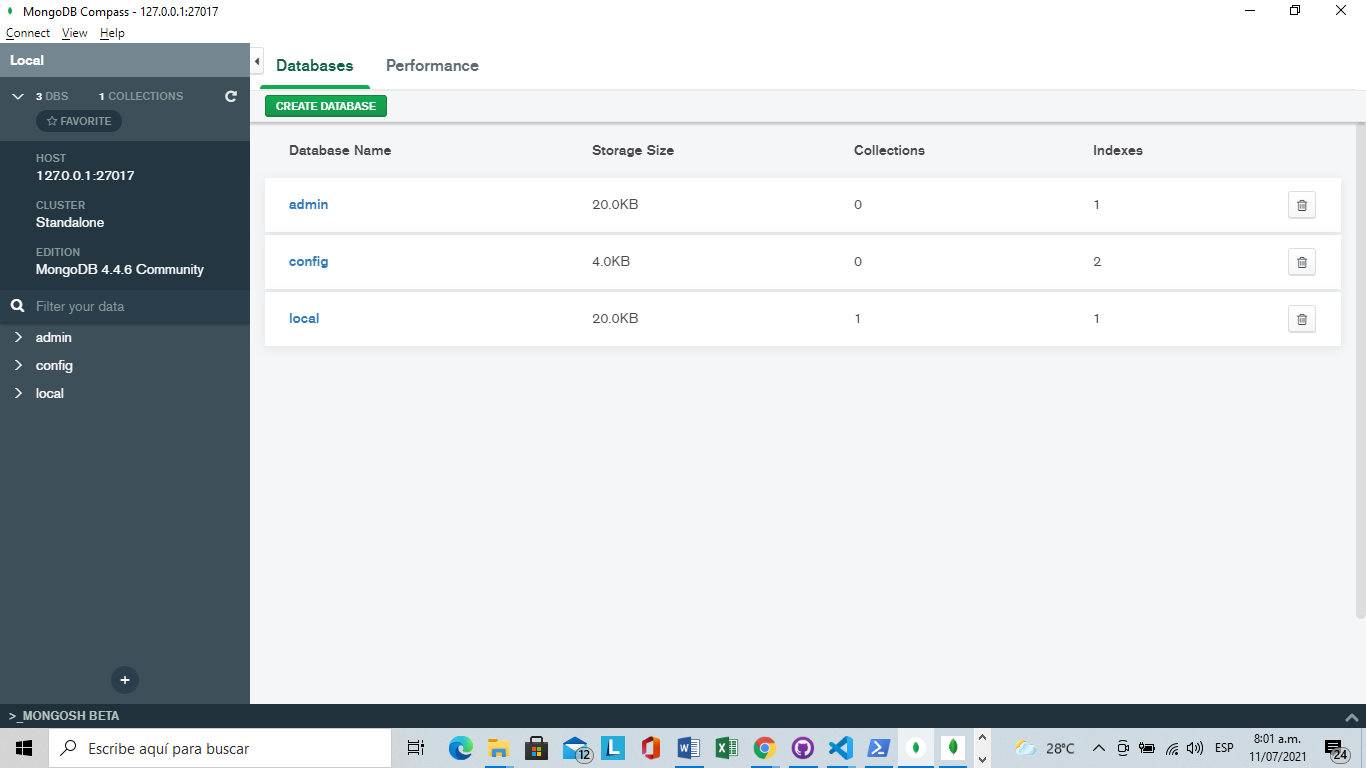 MongoDB Compass - 127.0.0.1:27017
Connect View Help
Local
3 DBS 1 COLLECTIONS
FAVORITE
HOST
127.0.0.1:27017
CLUSTER
Standalone
EDITION
MongoDB 4.4.6 Community
Filter your data
admin
config
local
>_MONGOSH BETA
Databases Performance
CREATE DATABASE
Database Name Storage Size Collections Indexes
admin 20.0KB 0 1
config 4.0KB 0 2
local 20.0KB 1 1
Escribe aquí para buscar
12
L
28°C
ESP
8:01 a.m.
11/07/2021
24